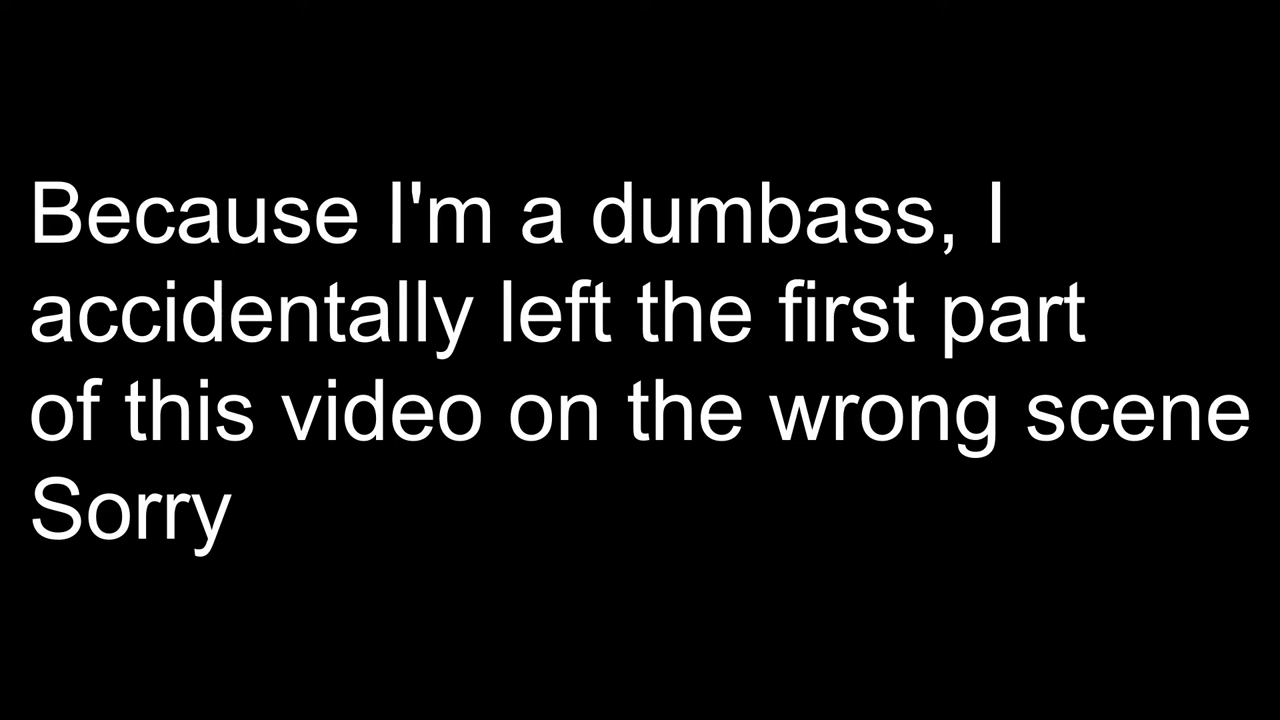 Because I'm a dumbass, I
accidentally left the first part
of this video on the wrong scene
Sorry